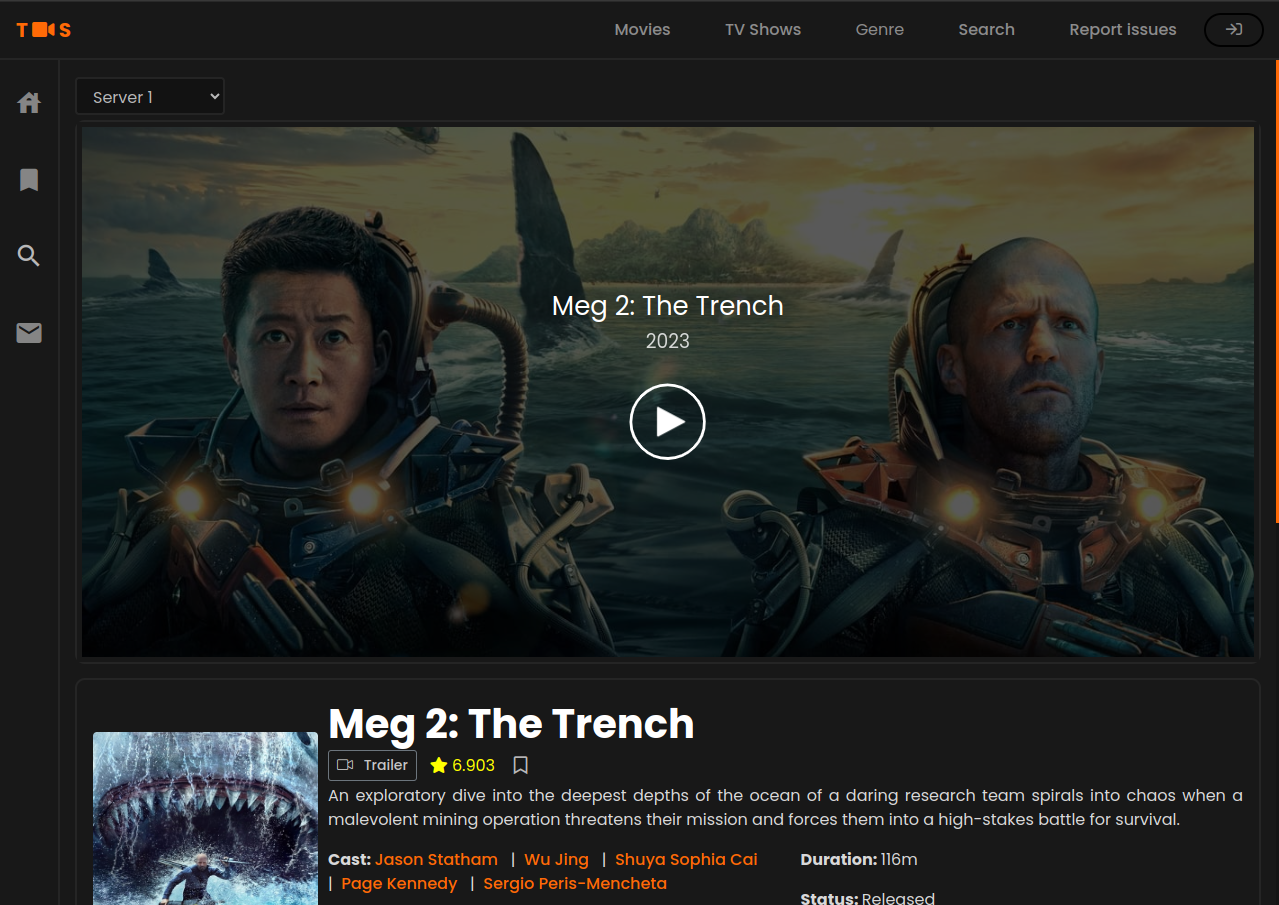 T S
Movies TV Shows Genre Search Report issues
Server 1
Meg 2: The Trench
2023
Meg 2: The Trench
Trailer 6.903
An exploratory dive into the deepest depths of the ocean of a daring research team spirals into chaos when a
malevolent mining operation threatens their mission and forces them into a high-stakes battle for survival.
Cast: Jason Statham | Wu Jing | Shuya Sophia Cai
| Page Kennedy | Sergio Peris-Mencheta
Duration: 116m
Status: Released